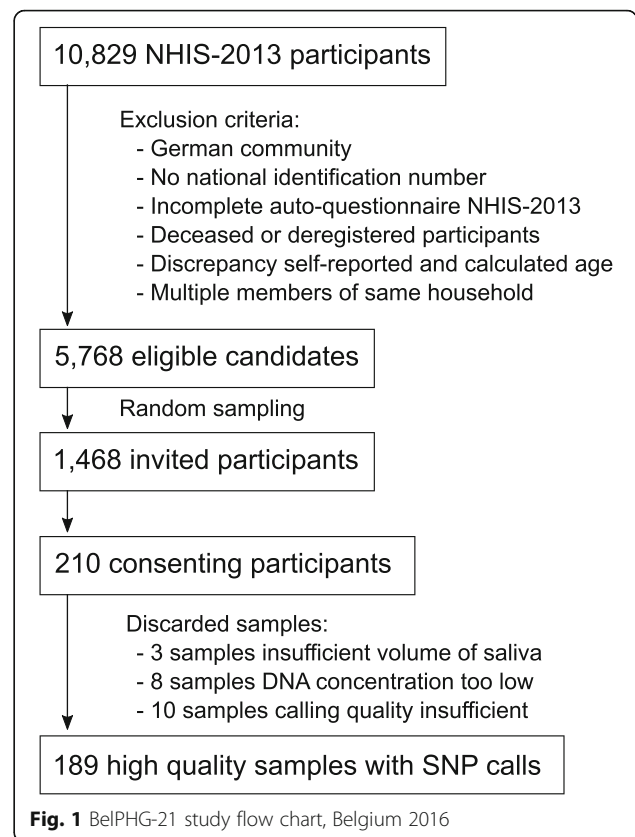 10,829 NHIS-2013 participants
Exclusion criteria:
- German community
- No national identification number
- Incomplete auto-questionnaire NHIS-2013
- Deceased or deregistered participants
- Discrepancy self-reported and calculated age
- Multiple members of same household
5,768 eligible candidates
Random sampling
1,468 invited participants
210 consenting participants
Discarded samples:
- 3 samples insufficient volume of saliva
- 8 samples DNA concentration too low
- 10 samples calling quality insufficient
189 high quality samples with SNP calls
Fig. 1 BelPHG-21 study flow chart, Belgium 2016